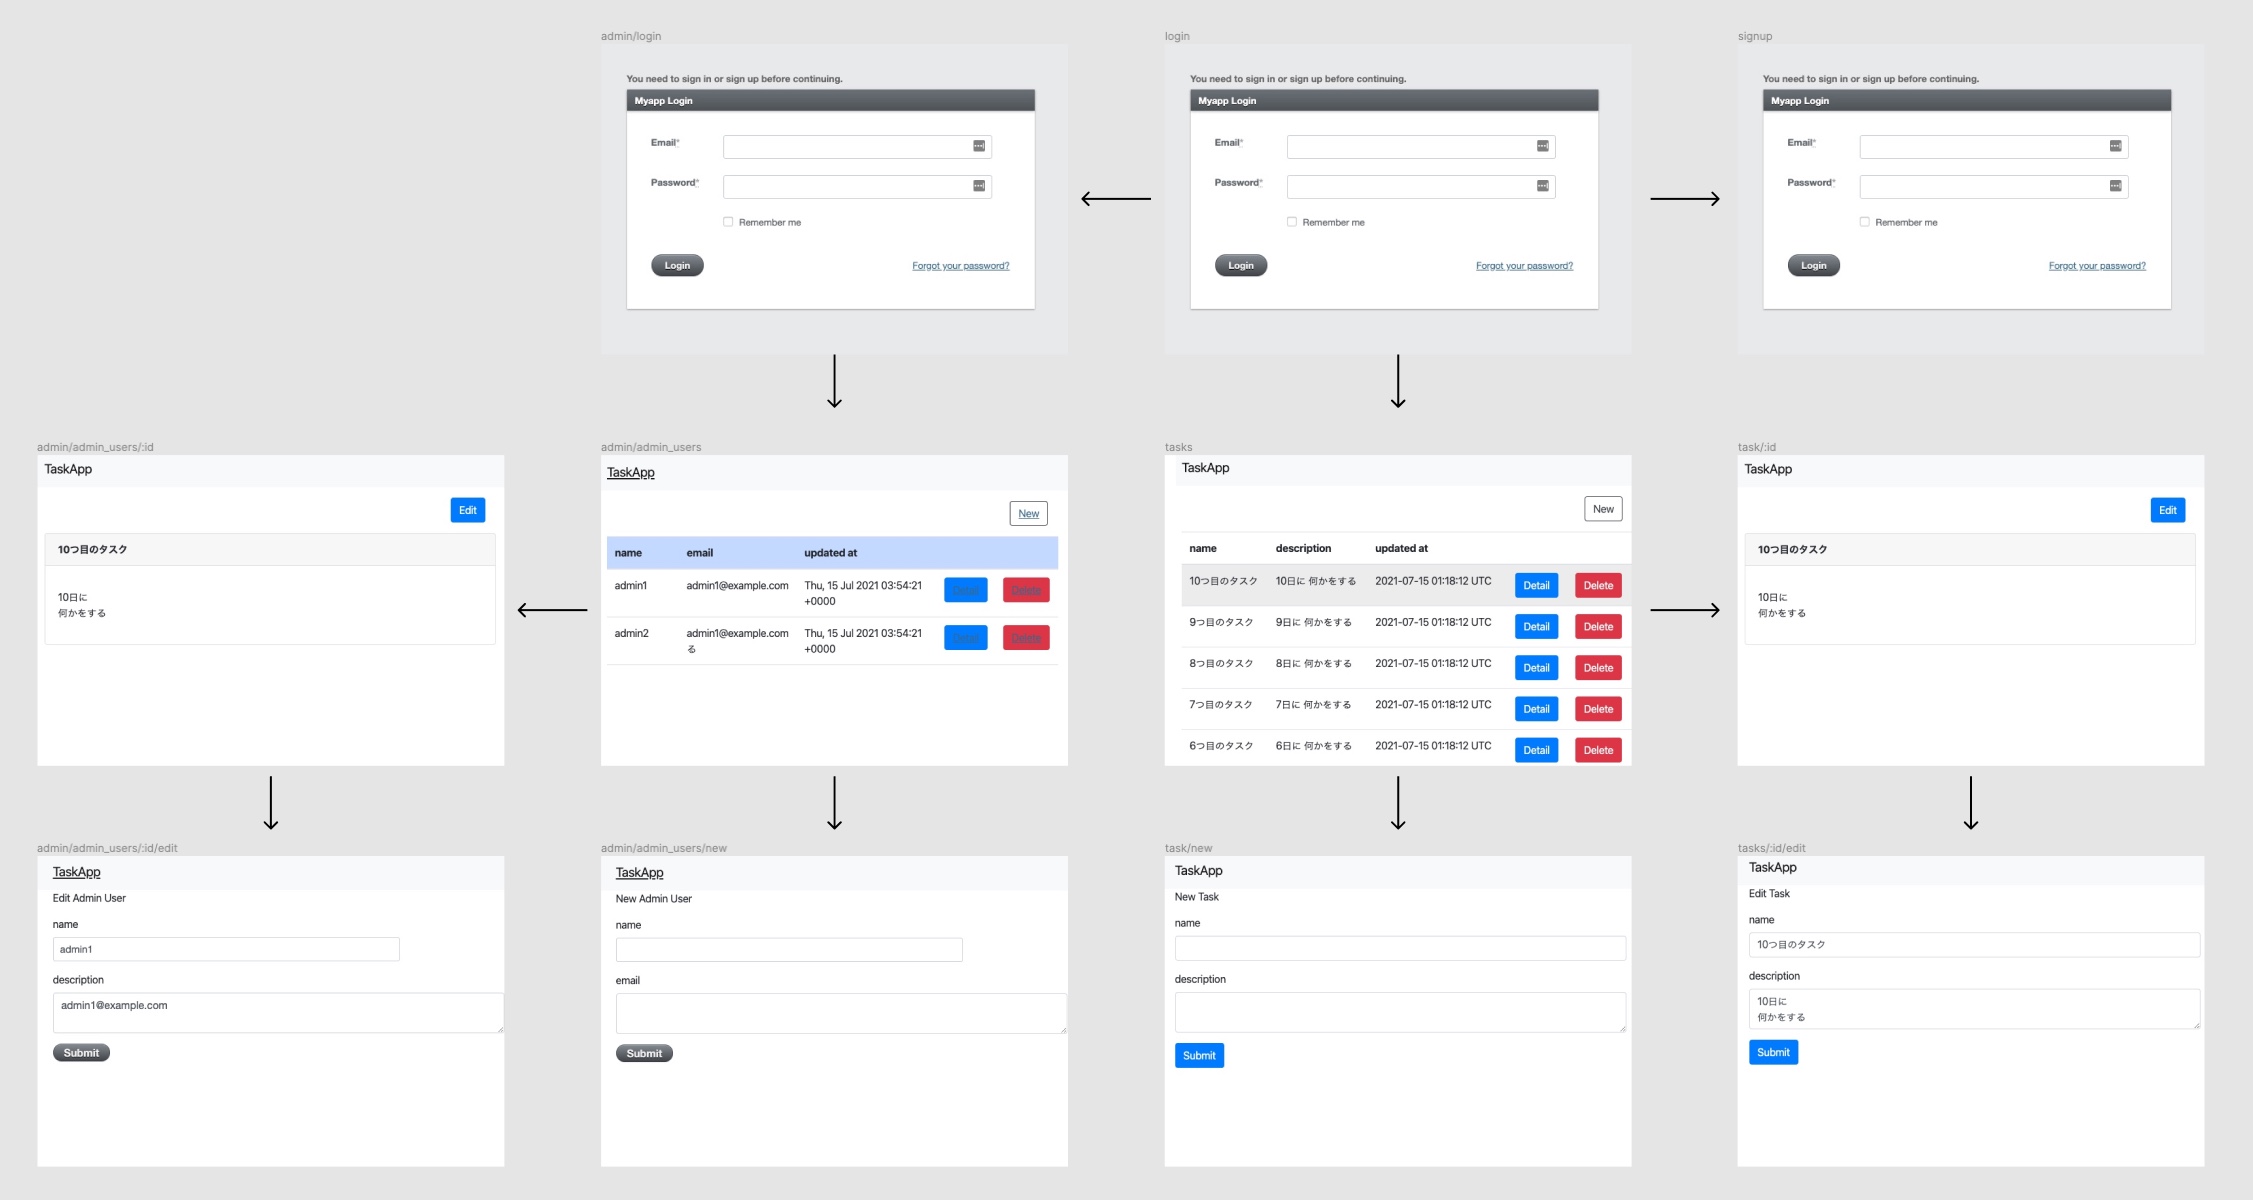 admin/login
You need to sign in or sign up before continuing.
Myapp Login
Email*
Password*
Remember me
Login
Forgot your password?
login
You need to sign in or sign up before continuing.
Myapp Login
Email*
Password*
Remember me
Login
Forgot your password?
signup
You need to sign in or sign up before continuing.
Myapp Login
Email*
Password*
Remember me
Login
Forgot your password?
admin/admin_users/:id
TaskApp
Edit
10つ目のタスク
10日に
何かをする
admin/admin_users
TaskApp
New
name email updated at
admin1 admin1@example.com Thu, 15 Jul 2021 03:54:21
+0000
Detail Delete
admin2 admin1@example.com Thu, 15 Jul 2021 03:54:21
る +0000
Detail Delete
tasks
TaskApp
New
name description updated at
10つ目のタスク 10日に 何かをする 2021-07-15 01:18:12 UTC Detail Delete
9つ目のタスク 9日に 何かをする 2021-07-15 01:18:12 UTC Detail Delete
8つ目のタスク 8日に 何かをする 2021-07-15 01:18:12 UTC Detail Delete
7つ目のタスク 7日に 何かをする 2021-07-15 01:18:12 UTC Detail Delete
6つ目のタスク 6日に 何かをする 2021-07-15 01:18:12 UTC Detail Delete
task/:id
TaskApp
Edit
10つ目のタスク
10日に
何かをする
admin/admin_users/:id/edit
TaskApp
Edit Admin User
name
admin1
description
admin1@example.com
Submit
admin/admin_users/new
TaskApp
New Admin User
name
email
Submit
task/new
TaskApp
New Task
name
description
Submit
tasks/:id/edit
TaskApp
Edit Task
name
10つ目のタスク
description
10日に
何かをする
Submit